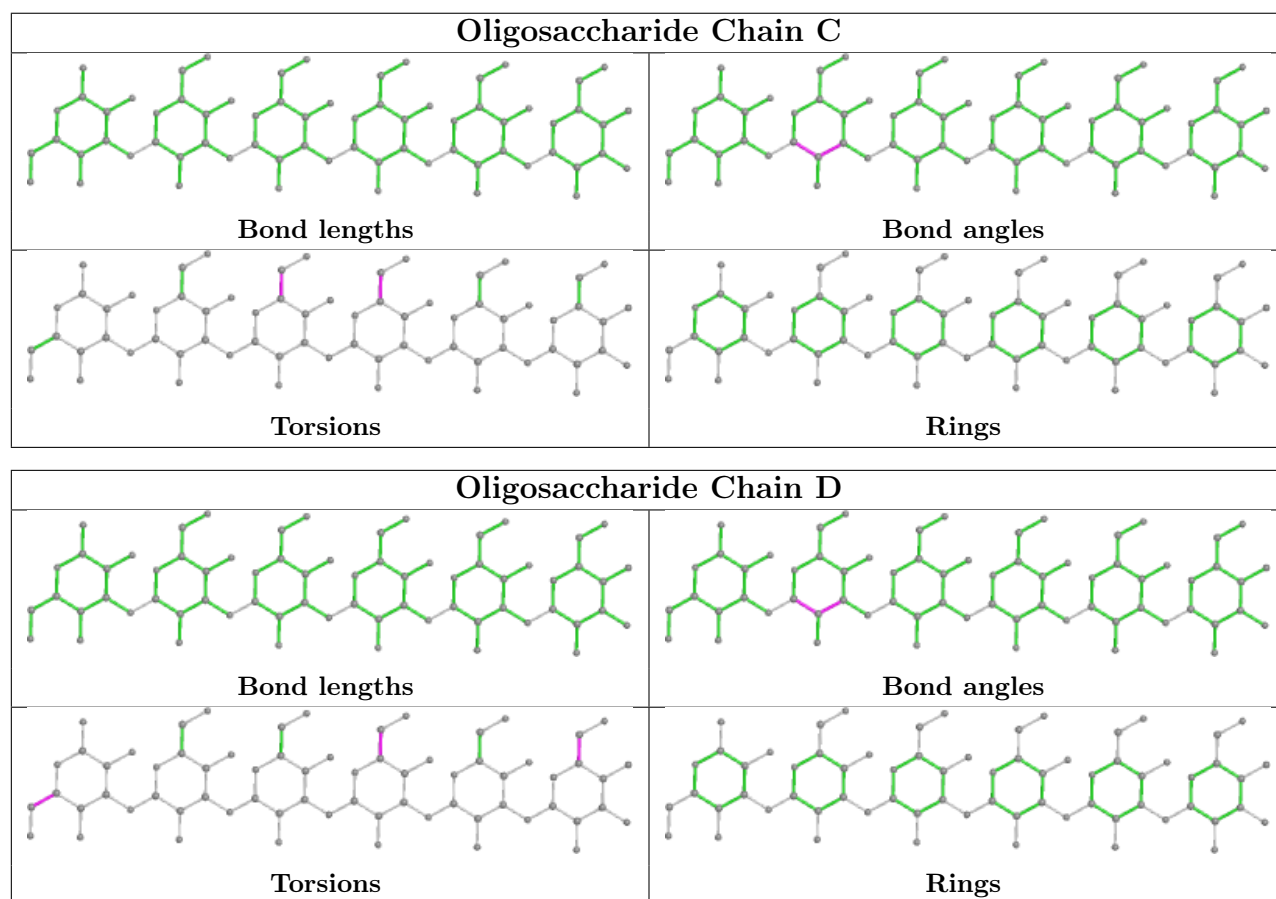 Oligosaccharide Chain C
Bond lengths
Bond angles
Torsions
Rings
Oligosaccharide Chain D
Bond lengths
Bond angles
Torsions
Rings